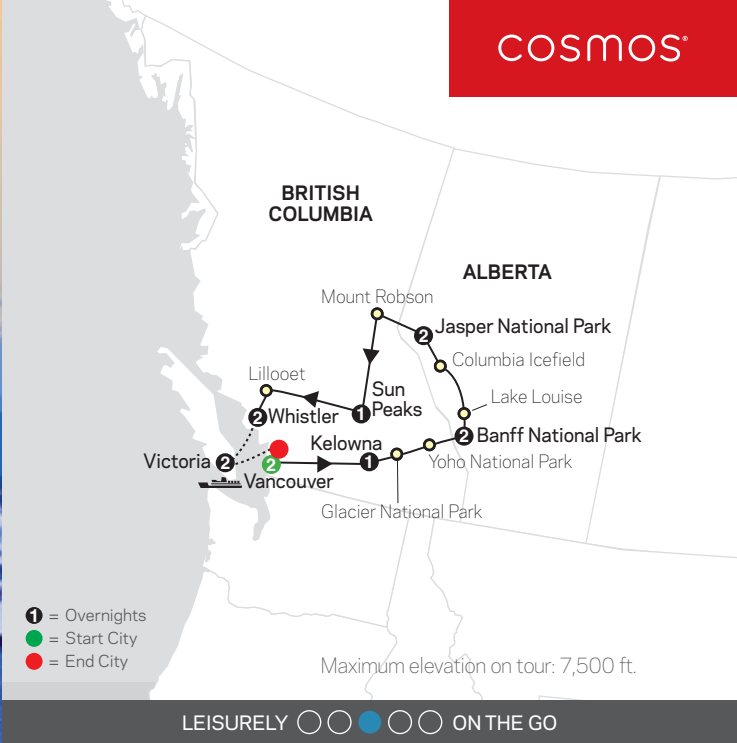 COSMOS®
BRITISH
COLUMBIA
ALBERTA
Mount Robson
2
Jasper National Park
Columbia Icefield
Lillooet
Sun
Peaks
1
Lake Louise
2
Whistler
Kelowna
1
2
Banff National Park
Victoria
2
2
Vancouver
Yoho National Park
Glacier National Park
1 = Overnights
= Start City
= End City
Maximum elevation on tour: 7,500 ft.
LEISURELY ON THE GO